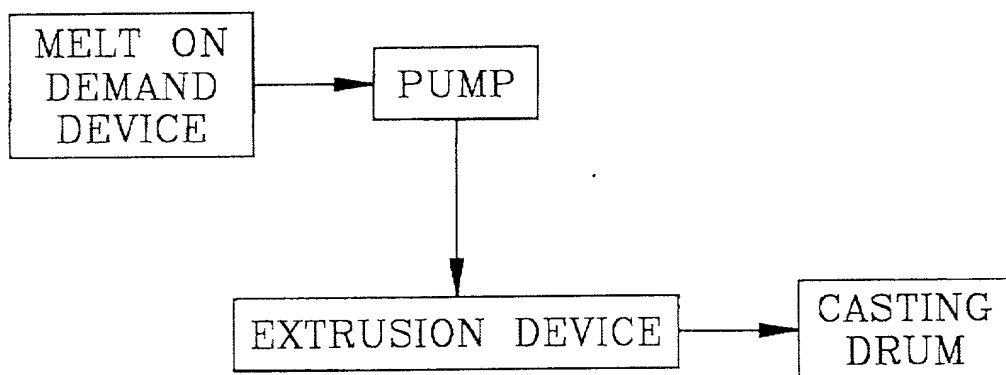 MELT ON
DEMAND
DEVICE
PUMP
EXTRUSION DEVICE
CASTING
DRUM